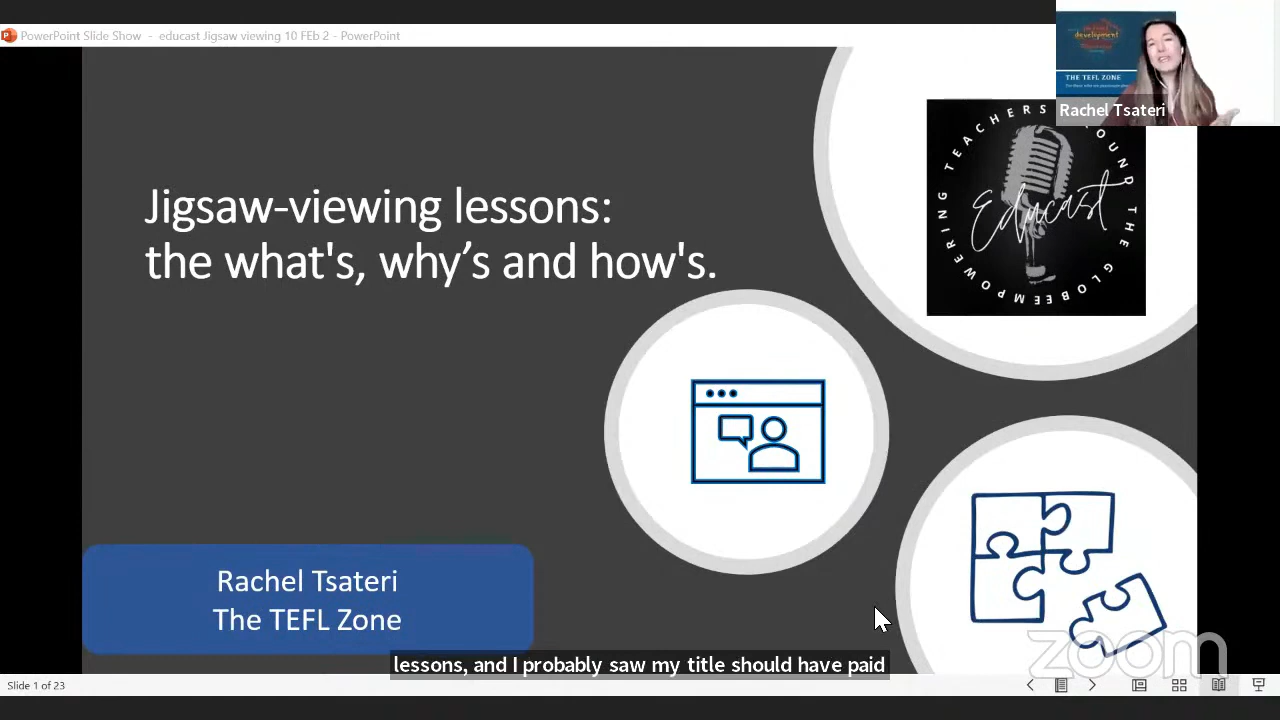 PowerPoint Slide Show - educast Jigsaw viewing 10 FEb 2 - PowerPoint
development
THE TEFL ZONE
Rachel Tsateri
Jigsaw-viewing lessons:
the what's, why’s and how's.
EMPOWERING TEACHERS AROUND THE GLOBE
Educast
Rachel Tsateri
The TEFL Zone
lessons, and I probably saw my title should have paid
zoom
Slide 1 of 23